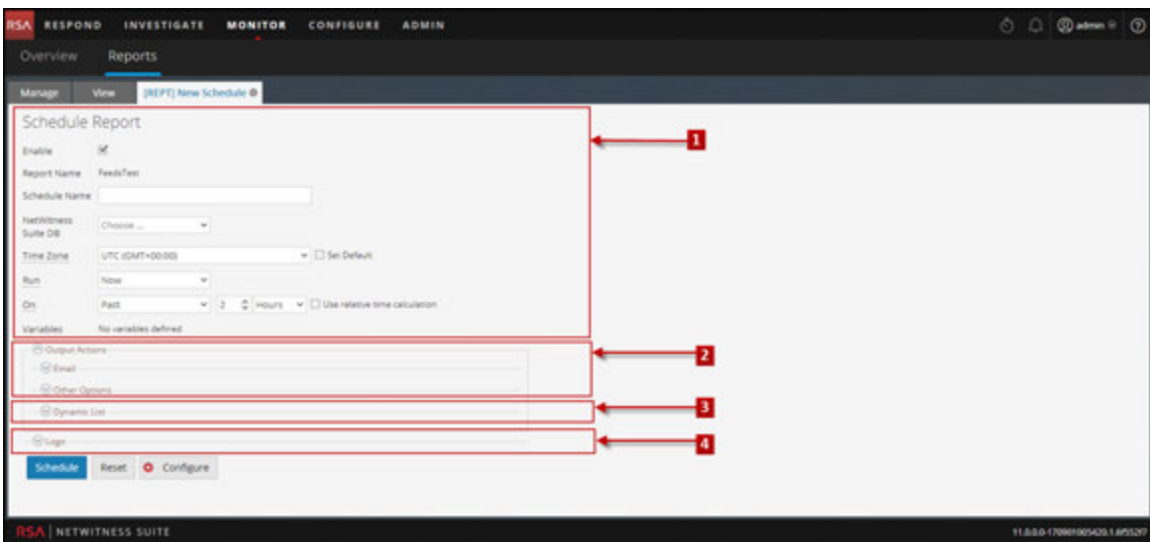 RSA RESPOND INVESTIGATE MONITOR CONFIGURE ADMIN admin
Overview Reports
Manage View [REPT] New Schedule
Schedule Report
Enable
Report Name FeedsTest
Schedule Name
NetWitness Suite DB Choose ...
Time Zone UTC (GMT+00:00) Set Default
Run Now
On Past 2 Hours Use relative time calculation
Variables No variables defined
Output Actions
Email
Other Options
Dynamic List
Logo
Schedule Reset Configure
1
2
3
4
RSA NETWITNESS SUITE